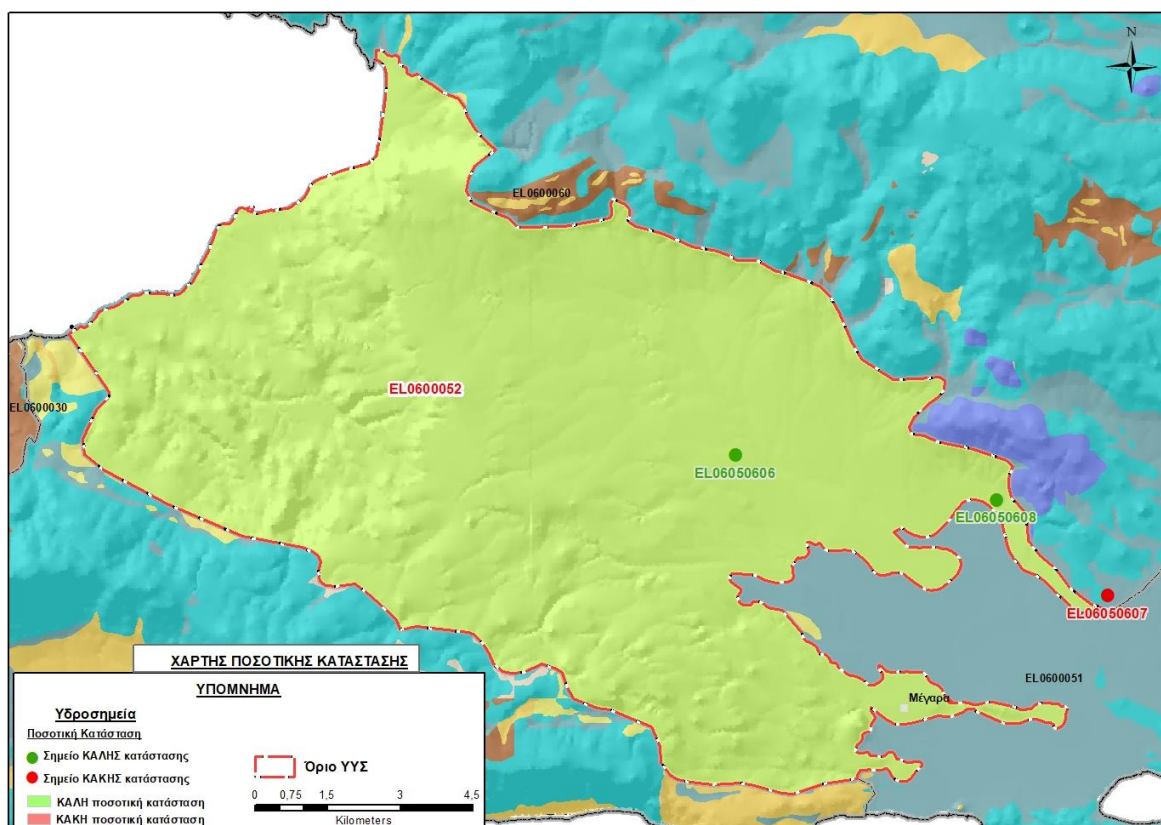 N
EL0600060
EL0600052
EL0600030
EL06050606
EL06050608
EL06050607
EL0600051
Μέγαρα
ΧΑΡΤΗΣ ΠΟΣΟΤΙΚΗΣ ΚΑΤΑΣΤΑΣΗΣ
ΥΠΟΜΝΗΜΑ
Υδροσημεία
Ποσοτική Κατάσταση
Σημείο ΚΑΛΗΣ κατάστασης
Σημείο ΚΑΚΗΣ κατάστασης
ΚΑΛΗ ποσοτική κατάσταση
ΚΑΚΗ ποσοτική κατάσταση
Όριο ΥΥΣ
0 0,75 1,5 3 4,5
Kilometers